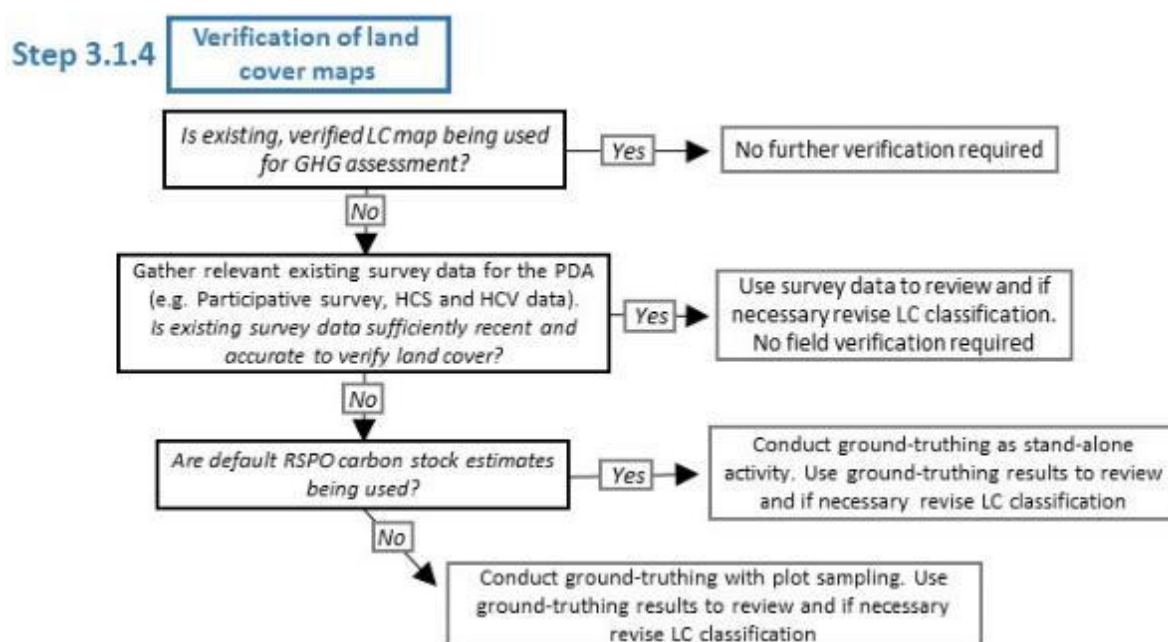 Step 3.1.4
Verification of land
cover maps
Is existing, verified LC map being used
for GHG assessment?
Yes
No further verification required
No
Gather relevant existing survey data for the PDA
(e.g. Participative survey, HCS and HCV data).
Is existing survey data sufficiently recent and
accurate to verify land cover?
Yes
Use survey data to review and if
necessary revise LC classification.
No field verification required
No
Are default RSPO carbon stock estimates
being used?
Yes
Conduct ground-truthing as stand-alone
activity. Use ground-truthing results to review
and if necessary revise LC classification
No
Conduct ground-truthing with plot sampling. Use
ground-truthing results to review and if necessary
revise LC classification